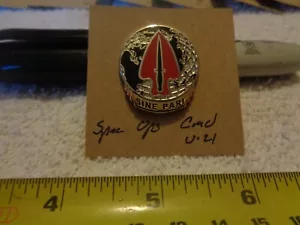 SINE PARI
Spec Ops Cmd
U-21
4 5 6